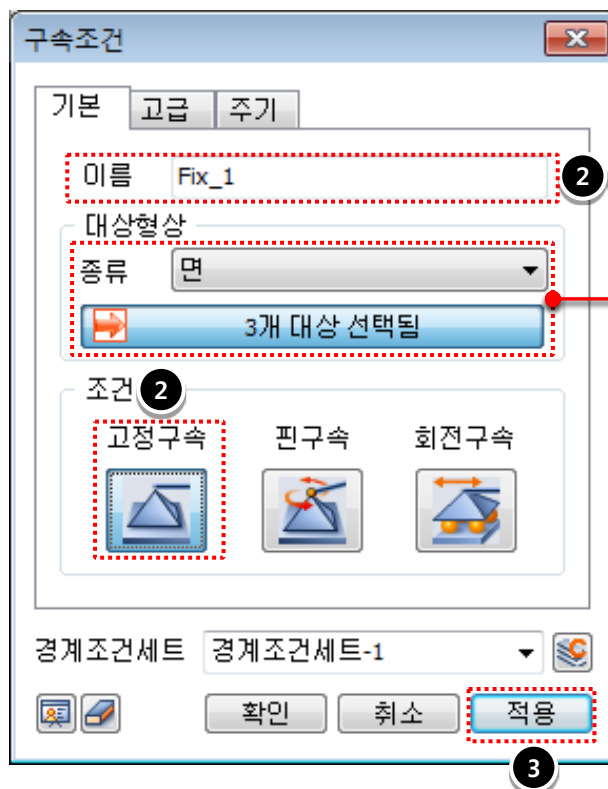 구속조건
기본 고급 주기
이름 Fix_1 2
대상형상
종류 면
3개 대상 선택됨
조건 2
고정구속 핀구속 회전구속
경계조건세트 경계조건세트-1
확인 취소 적용
3